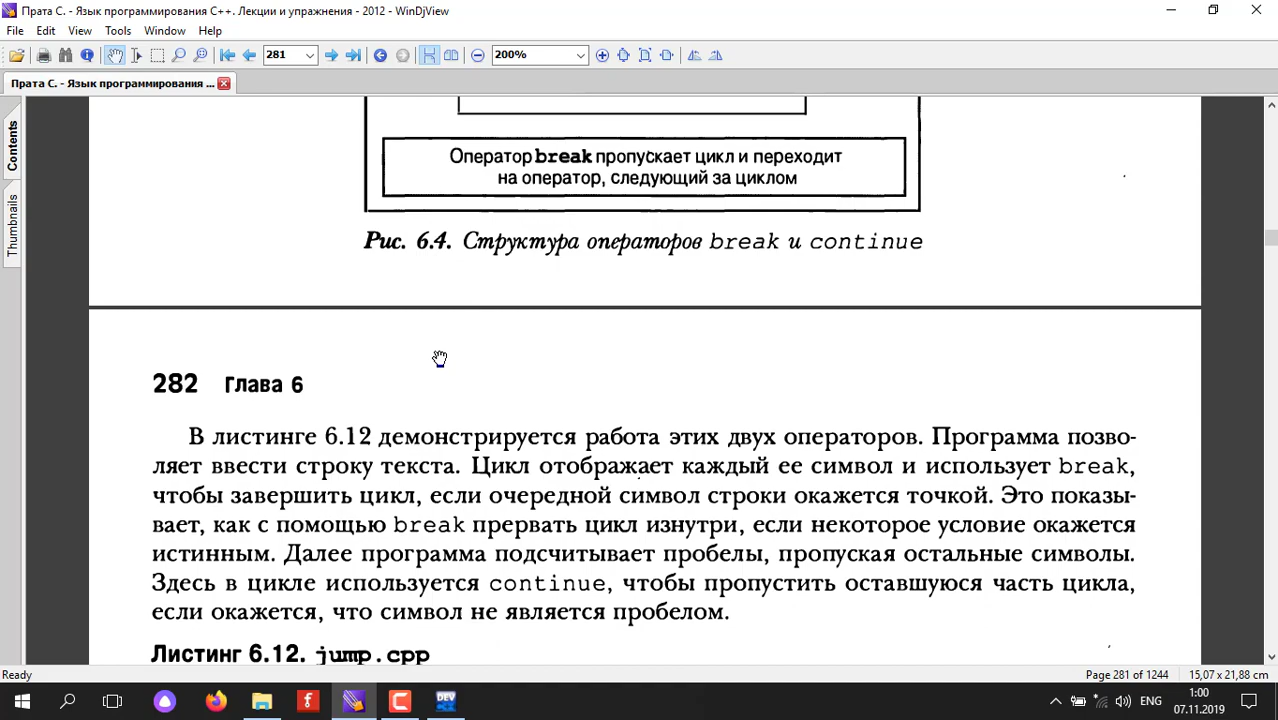 Прата С. - Язык программирования C++. Лекции и упражнения - 2012 - WinDjView
File Edit View Tools Window Help
281 200%
Прата С. - Язык программирования ...
Contents
Thumbnails
Оператор break пропускает цикл и переходит
на оператор, следующий за циклом
Рис. 6.4. Структура операторов break и continue
282 Глава 6
В листинге 6.12 демонстрируется работа этих двух операторов. Программа позво-
ляет ввести строку текста. Цикл отображает каждый ее символ и использует break,
чтобы завершить цикл, если очередной символ строки окажется точкой. Это показы-
вает, как с помощью break прервать цикл изнутри, если некоторое условие окажется
истинным. Далее программа подсчитывает пробелы, пропуская остальные символы.
Здесь в цикле используется continue, чтобы пропустить оставшуюся часть цикла,
если окажется, что символ не является пробелом.
Листинг 6.12. jump.cpp
Ready Page 281 of 1244 15,07 x 21,88 cm
DEV ENG 1:00
07.11.2019